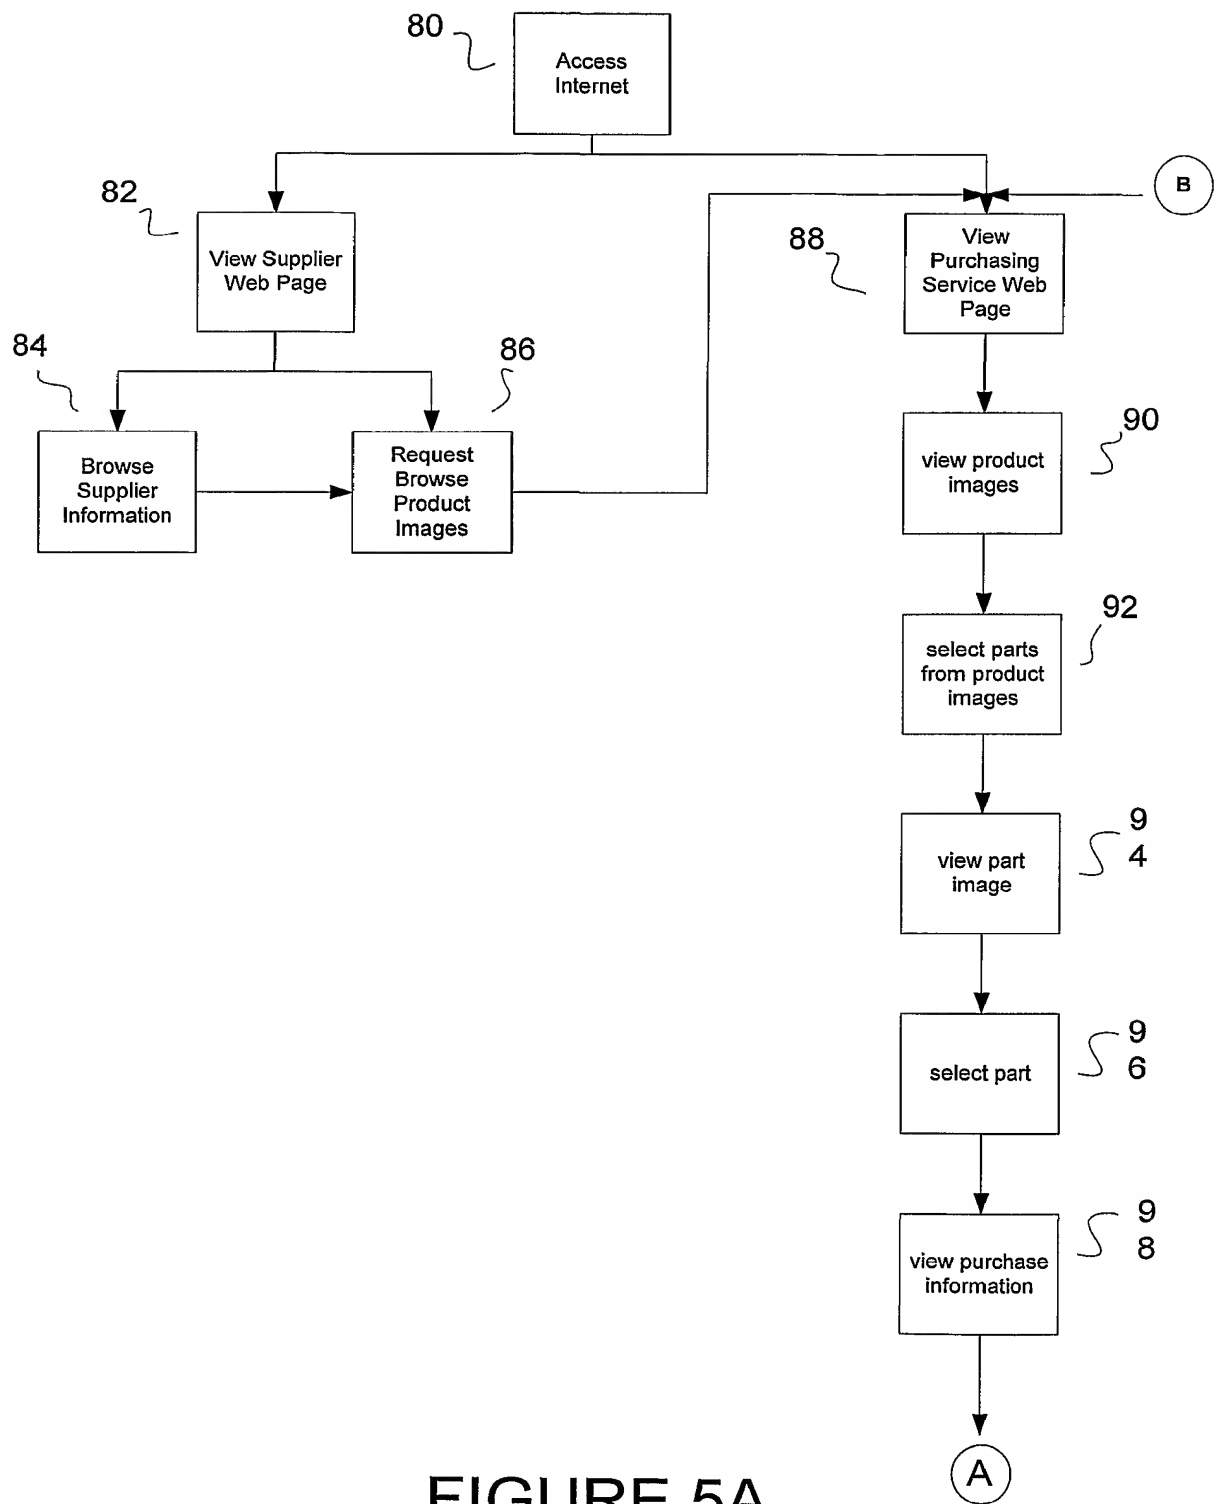 80
Access
Internet
82
View Supplier
Web Page
B
88
View
Purchasing
Service Web
Page
84
Browse
Supplier
Information
86
Request
Browse
Product
Images
90
view product
images
92
select parts
from product
images
9
4
view part
image
9
6
select part
9
8
view purchase
information
A
FIGURE 5A